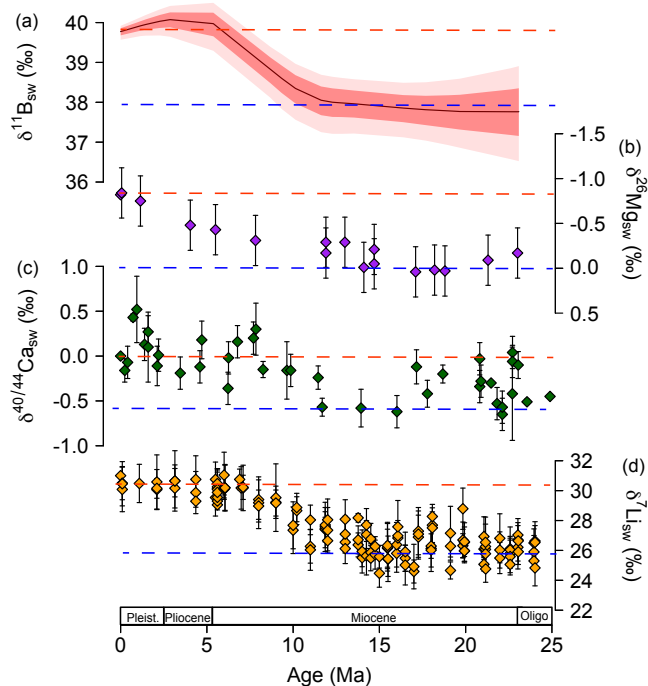 (a)
40
39
38
37
36
δ11Bsw (‰)
(b)
-1.5
-1.0
-0.5
0.0
0.5
δ26Mgsw (‰)
(c)
1.0
0.5
0.0
-0.5
-1.0
δ40/44Casw (‰)
(d)
32
30
28
26
24
22
δ7Lisw (‰)
Pleist. Pliocene Miocene Oligo
0 5 10 15 20 25
Age (Ma)